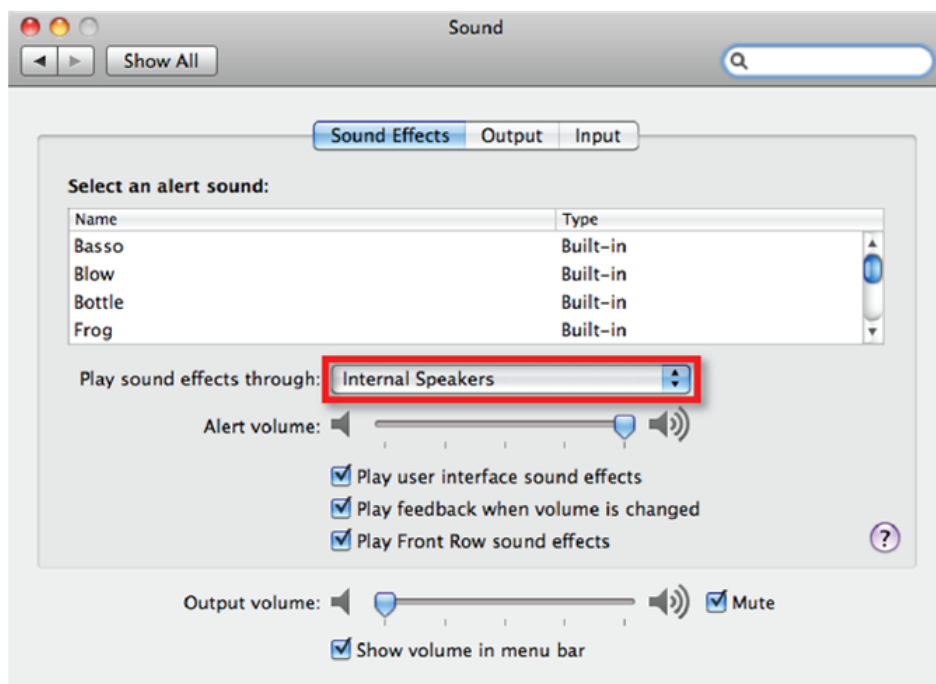 Sound
Show All
Sound Effects Output Input
Select an alert sound:
Name Type
Basso Built-in
Blow Built-in
Bottle Built-in
Frog Built-in
Play sound effects through: Internal Speakers
Alert volume:
Play user interface sound effects
Play feedback when volume is changed
Play Front Row sound effects
?
Output volume: Mute
Show volume in menu bar